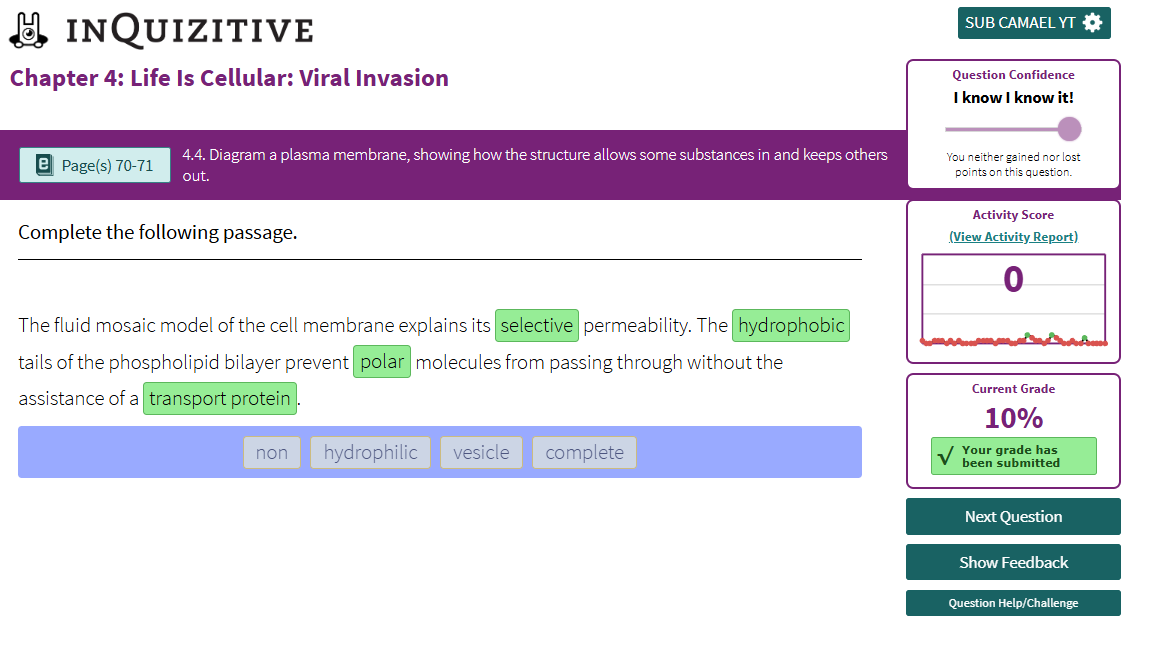 INQUIZITIVE
SUB CAMAEL YT
Chapter 4: Life Is Cellular: Viral Invasion
Question Confidence
I know I know it!
You neither gained nor lost
points on this question.
Page(s) 70-71
4.4. Diagram a plasma membrane, showing how the structure allows some substances in and keeps others
out.
Activity Score
(View Activity Report)
0
Complete the following passage.
The fluid mosaic model of the cell membrane explains its selective permeability. The hydrophobic
tails of the phospholipid bilayer prevent polar molecules from passing through without the
assistance of a transport protein.
non hydrophilic vesicle complete
Current Grade
10%
Your grade has
been submitted
Next Question
Show Feedback
Question Help/Challenge